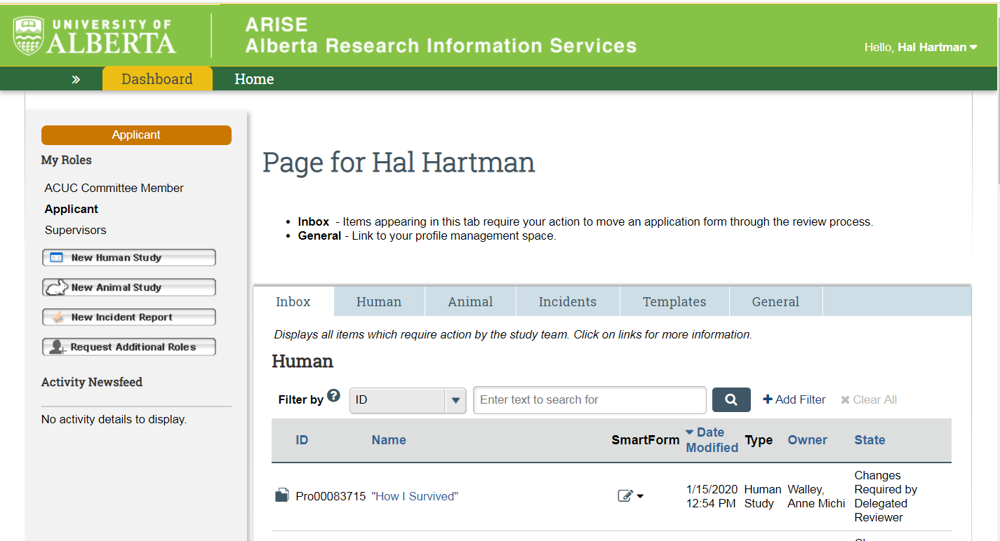 UNIVERSITY OF
ALBERTA
ARISE
Alberta Research Information Services
Hello, Hal Hartman
» Dashboard Home
Applicant
My Roles
ACUC Committee Member
Applicant
Supervisors
New Human Study
New Animal Study
New Incident Report
Request Additional Roles
Activity Newsfeed
No activity details to display.
Page for Hal Hartman
• Inbox - Items appearing in this tab require your action to move an application form through the review process.
• General - Link to your profile management space.
Inbox Human Animal Incidents Templates General
Displays all items which require action by the study team. Click on links for more information.
Human
Filter by ? ID Enter text to search for + Add Filter × Clear All
ID Name SmartForm Date Modified Type Owner State
Pro00083715 "How I Survived" 1/15/2020 12:54 PM Human Study Walley, Anne Michi Changes Required by Delegated Reviewer